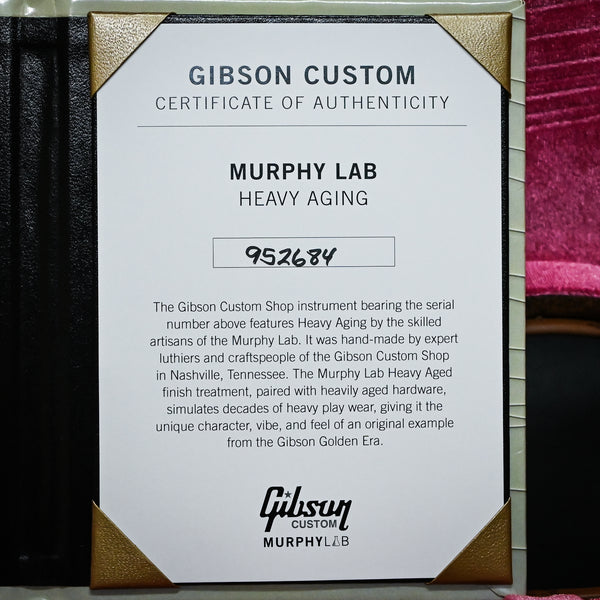 GIBSON CUSTOM
CERTIFICATE OF AUTHENTICITY
MURPHY LAB
HEAVY AGING
952684
The Gibson Custom Shop instrument bearing the serial
number above features Heavy Aging by the skilled
artisans of the Murphy Lab. It was hand-made by expert
luthiers and craftspeople of the Gibson Custom Shop
in Nashville, Tennessee. The Murphy Lab Heavy Aged
finish treatment, paired with heavily aged hardware,
simulates decades of heavy play wear, giving it the
unique character, vibe, and feel of an original example
from the Gibson Golden Era.
Gibson
CUSTOM
MURPHYLAB